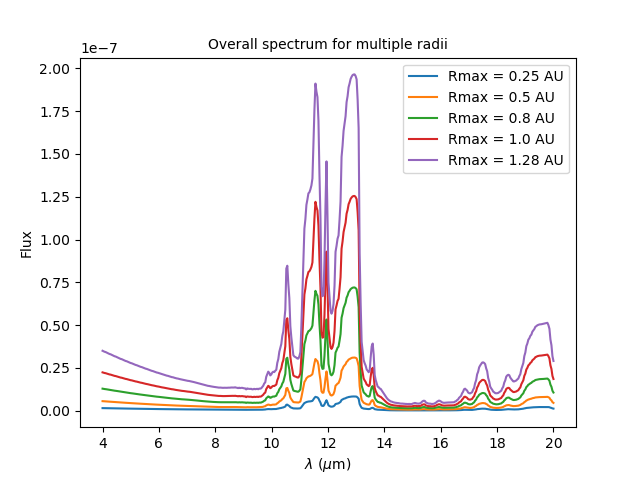 Overall spectrum for multiple radii
1e−7
2.00
1.75
1.50
1.25
1.00
0.75
0.50
0.25
0.00
Flux
Rmax = 0.25 AU
Rmax = 0.5 AU
Rmax = 0.8 AU
Rmax = 1.0 AU
Rmax = 1.28 AU
4 6 8 10 12 14 16 18 20
λ (μm)